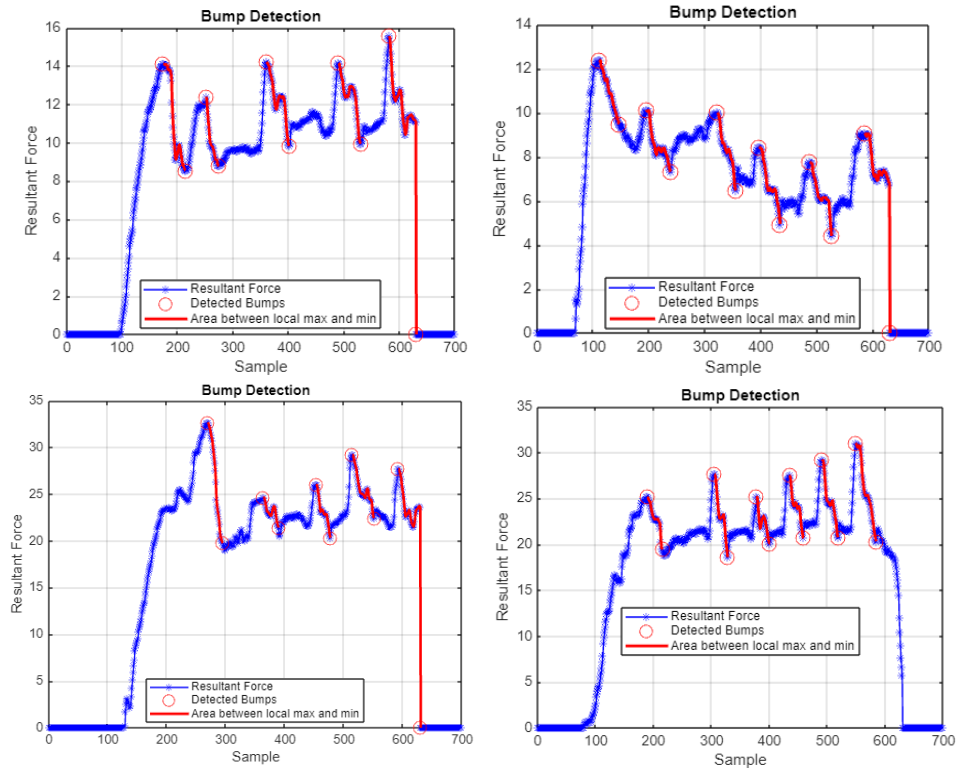 Bump Detection
16
14
12
10
8
6
4
2
0
Resultant Force
0 100 200 300 400 500 600 700
Sample
Resultant Force
Detected Bumps
Area between local max and min
Bump Detection
14
12
10
8
6
4
2
0
Resultant Force
0 100 200 300 400 500 600 700
Sample
Resultant Force
Detected Bumps
Area between local max and min
Bump Detection
35
30
25
20
15
10
5
0
Resultant Force
0 100 200 300 400 500 600 700
Sample
Resultant Force
Detected Bumps
Area between local max and min
Bump Detection
35
30
25
20
15
10
5
0
Resultant Force
0 100 200 300 400 500 600 700
Sample
Resultant Force
Detected Bumps
Area between local max and min